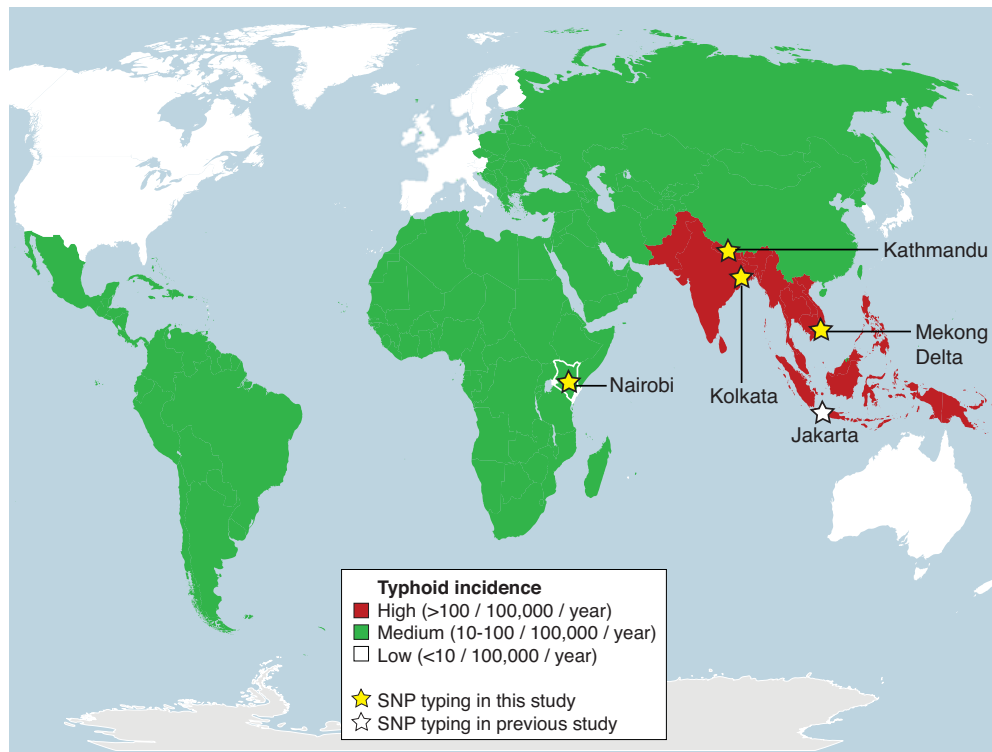 Kathmandu
Mekong
Delta
Nairobi
Kolkata
Jakarta
Typhoid incidence
High (>100 / 100,000 / year)
Medium (10-100 / 100,000 / year)
Low (<10 / 100,000 / year)
SNP typing in this study
SNP typing in previous study